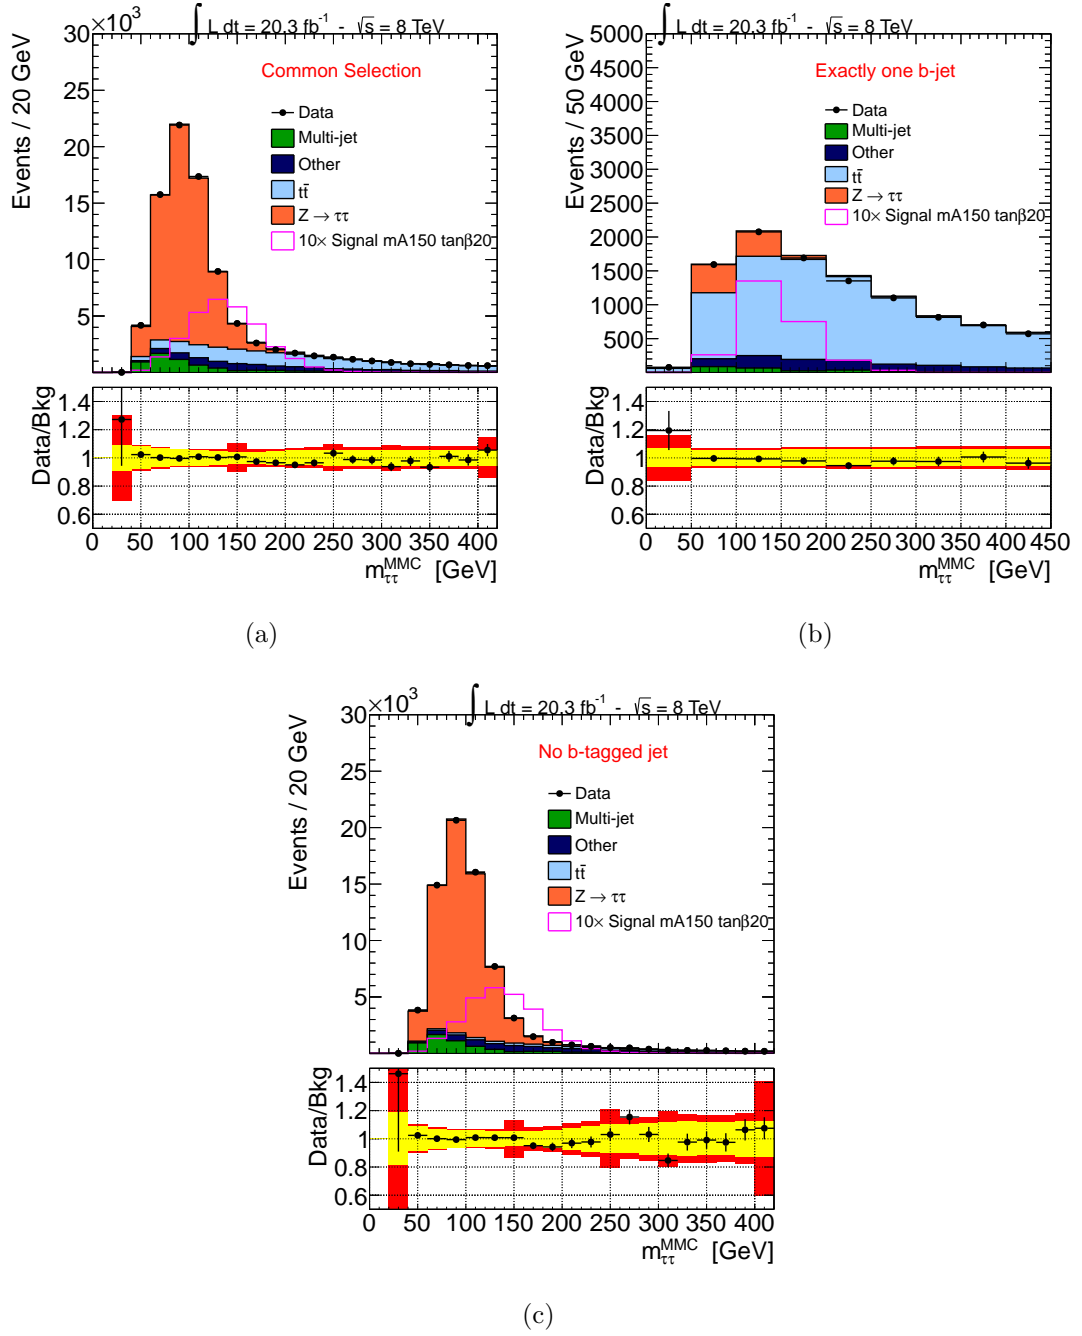 ∫ L dt = 20.3 fb⁻¹ - √s = 8 TeV
×10³
Events / 20 GeV
30
25
20
15
10
5
Common Selection
Data
Multi-jet
Other
tt̄
Z → ττ
10× Signal mA150 tanβ20
Data/Bkg
1.4
1.2
1
0.8
0.6
0 50 100 150 200 250 300 350 400
m_ττ^MMC [GeV]
(a)
∫ L dt = 20.3 fb⁻¹ - √s = 8 TeV
Events / 50 GeV
5000
4500
4000
3500
3000
2500
2000
1500
1000
500
Exactly one b-jet
Data
Multi-jet
Other
tt̄
Z → ττ
10× Signal mA150 tanβ20
Data/Bkg
1.4
1.2
1
0.8
0.6
0 50 100 150 200 250 300 350 400 450
m_ττ^MMC [GeV]
(b)
∫ L dt = 20.3 fb⁻¹ - √s = 8 TeV
×10³
Events / 20 GeV
30
25
20
15
10
5
No b-tagged jet
Data
Multi-jet
Other
tt̄
Z → ττ
10× Signal mA150 tanβ20
Data/Bkg
1.4
1.2
1
0.8
0.6
0 50 100 150 200 250 300 350 400
m_ττ^MMC [GeV]
(c)